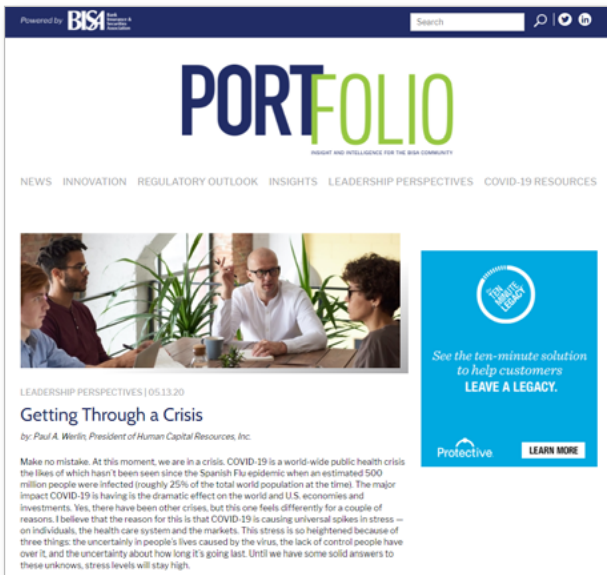 Powered by BISA Bank Insurance & Securities Association
Search
PORTFOLIO
INSIGHT AND INTELLIGENCE FOR THE BISA COMMUNITY
NEWS INNOVATION REGULATORY OUTLOOK INSIGHTS LEADERSHIP PERSPECTIVES COVID-19 RESOURCES
LEADERSHIP PERSPECTIVES | 05.13.20
Getting Through a Crisis
by: Paul A. Werlin, President of Human Capital Resources, Inc.
Make no mistake. At this moment, we are in a crisis. COVID-19 is a world-wide public health crisis
the likes of which hasn't been seen since the Spanish Flu epidemic when an estimated 500
million people were infected (roughly 25% of the total world population at the time). The major
impact COVID-19 is having is the dramatic effect on the world and U.S. economies and
investments. Yes, there have been other crises, but this one feels differently for a couple of
reasons. I believe that the reason for this is that COVID-19 is causing universal spikes in stress —
on individuals, the health care system and the markets. This stress is so heightened because of
three things: the uncertainly in people's lives caused by the virus, the lack of control people have
over it, and the uncertainty about how long it's going last. Until we have some solid answers to
these unknows, stress levels will stay high.
TEN
MINUTE
LEGACY
See the ten-minute solution
to help customers
LEAVE A LEGACY.
Protective.
LEARN MORE